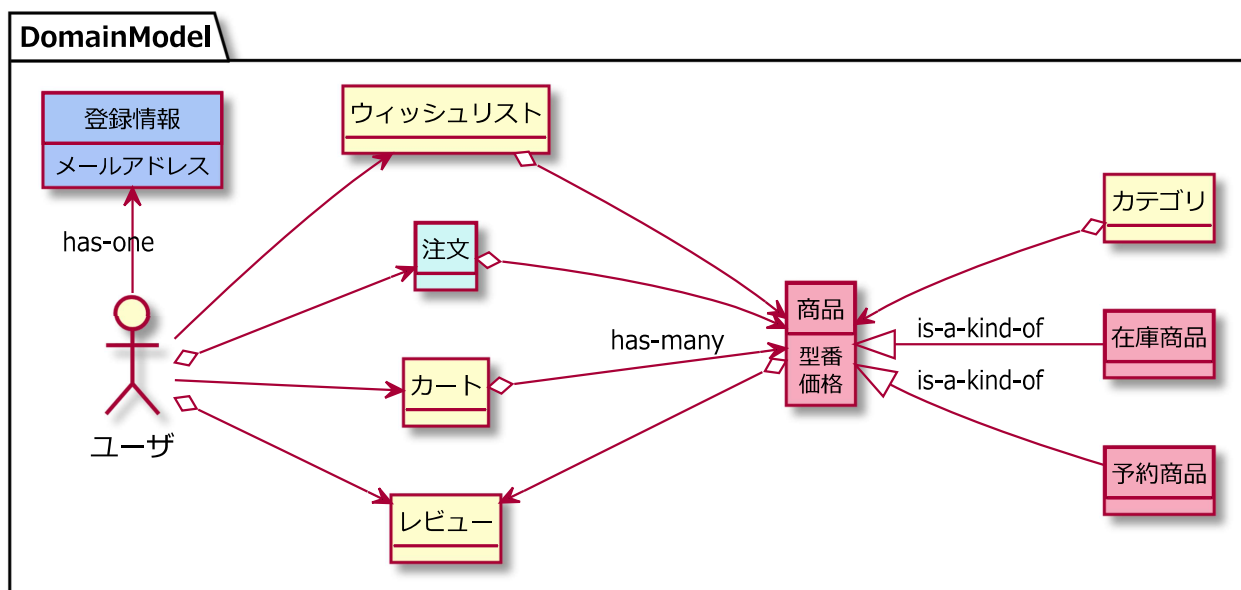 DomainModel
登録情報
メールアドレス
has-one
ユーザ
ウィッシュリスト
注文
カート
レビュー
has-many
商品
型番
価格
カテゴリ
is-a-kind-of
在庫商品
is-a-kind-of
予約商品